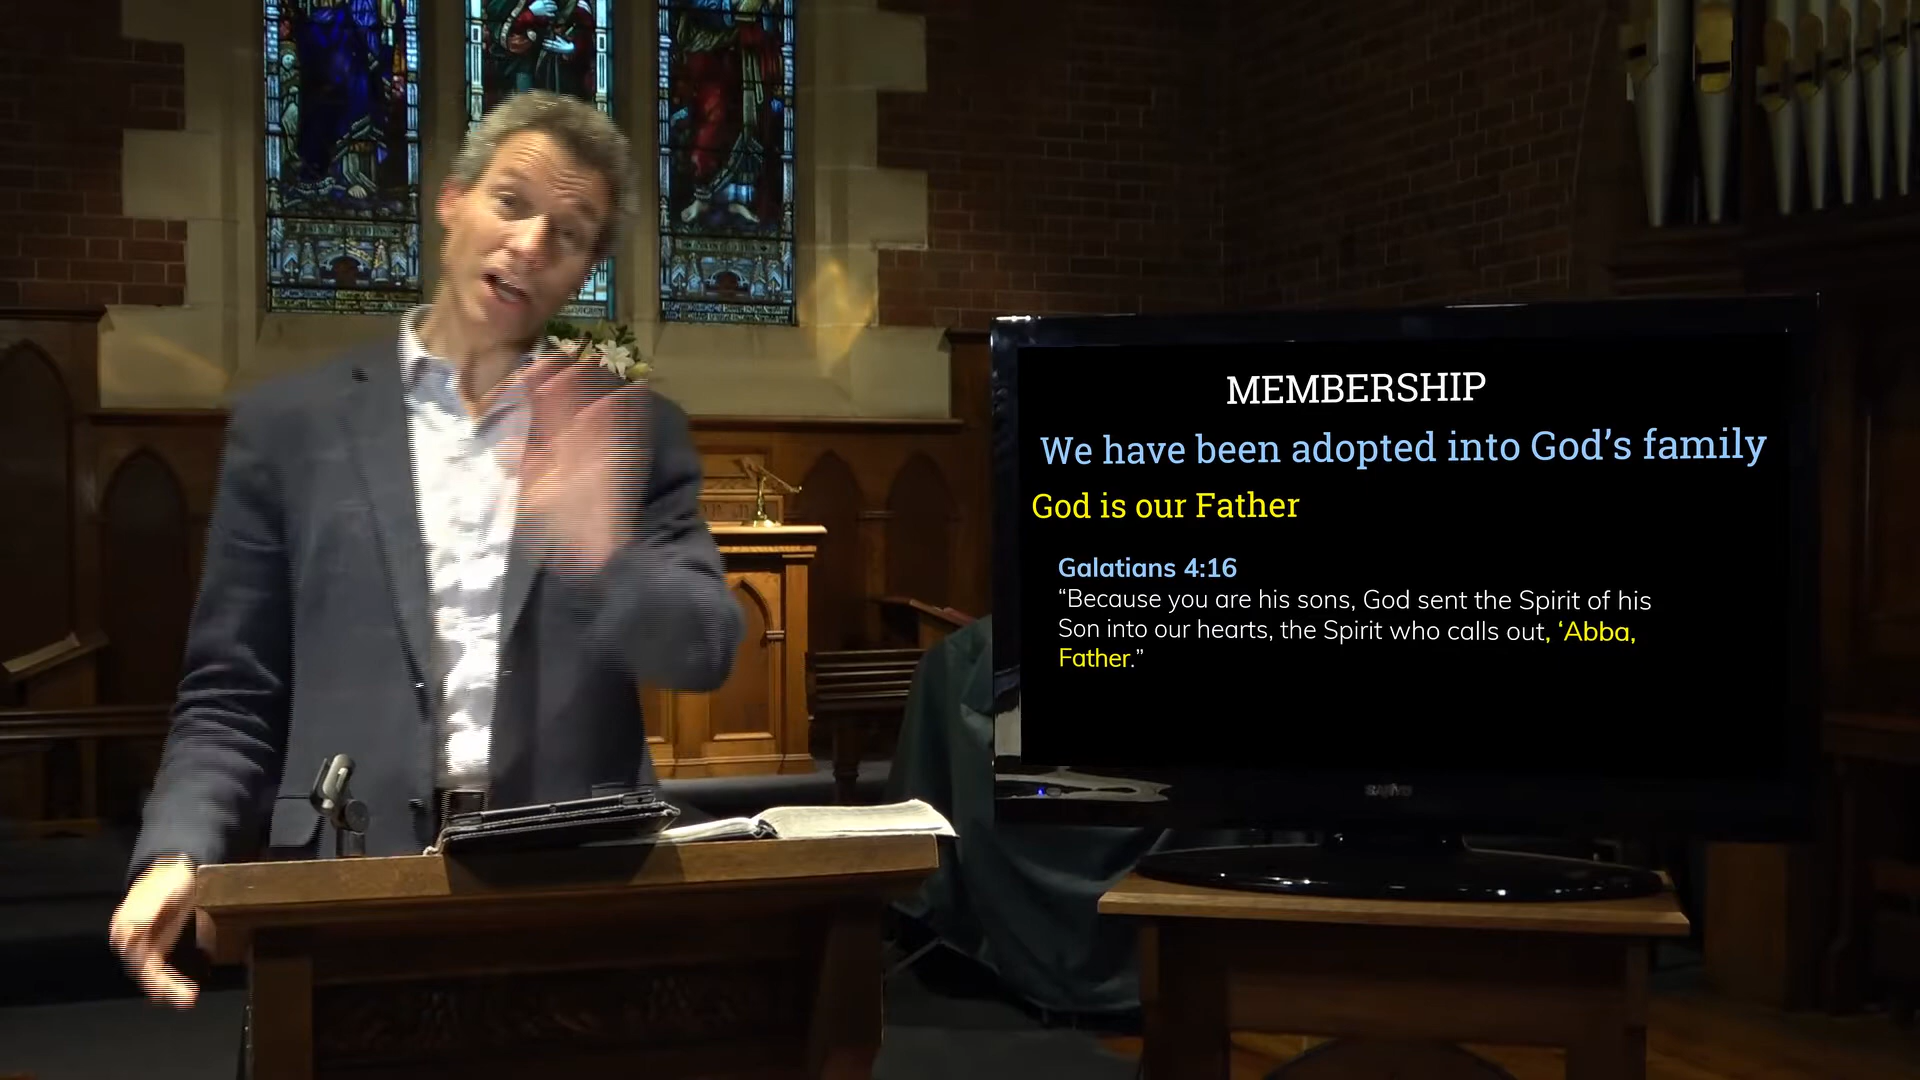 MEMBERSHIP
We have been adopted into God's family
God is our Father
Galatians 4:16
“Because you are his sons, God sent the Spirit of his
Son into our hearts, the Spirit who calls out, ‘Abba,
Father.”
SANYO